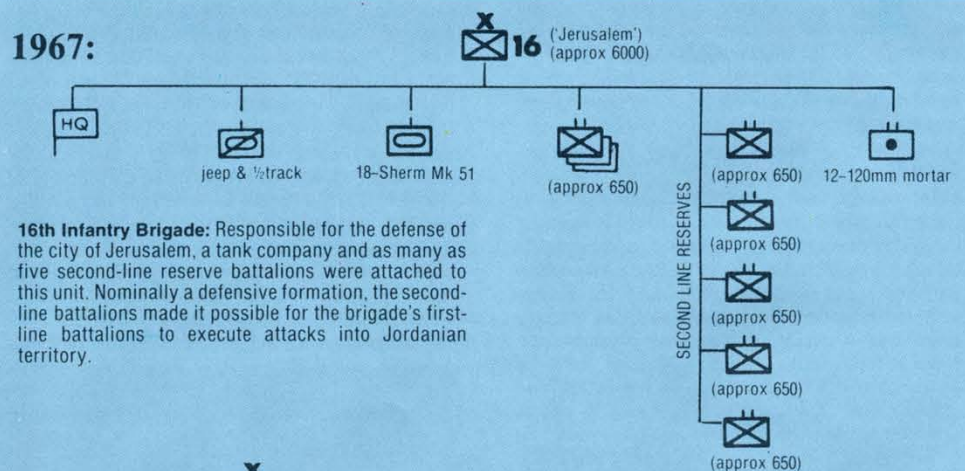 1967:
X
16 ('Jerusalem')
(approx 6000)
HQ
jeep & ½track
18–Sherm Mk 51
(approx 650)
SECOND LINE RESERVES
(approx 650)
(approx 650)
(approx 650)
(approx 650)
(approx 650)
12–120mm mortar
16th Infantry Brigade: Responsible for the defense of
the city of Jerusalem, a tank company and as many as
five second-line reserve battalions were attached to
this unit. Nominally a defensive formation, the second-
line battalions made it possible for the brigade's first-
line battalions to execute attacks into Jordanian
territory.
X